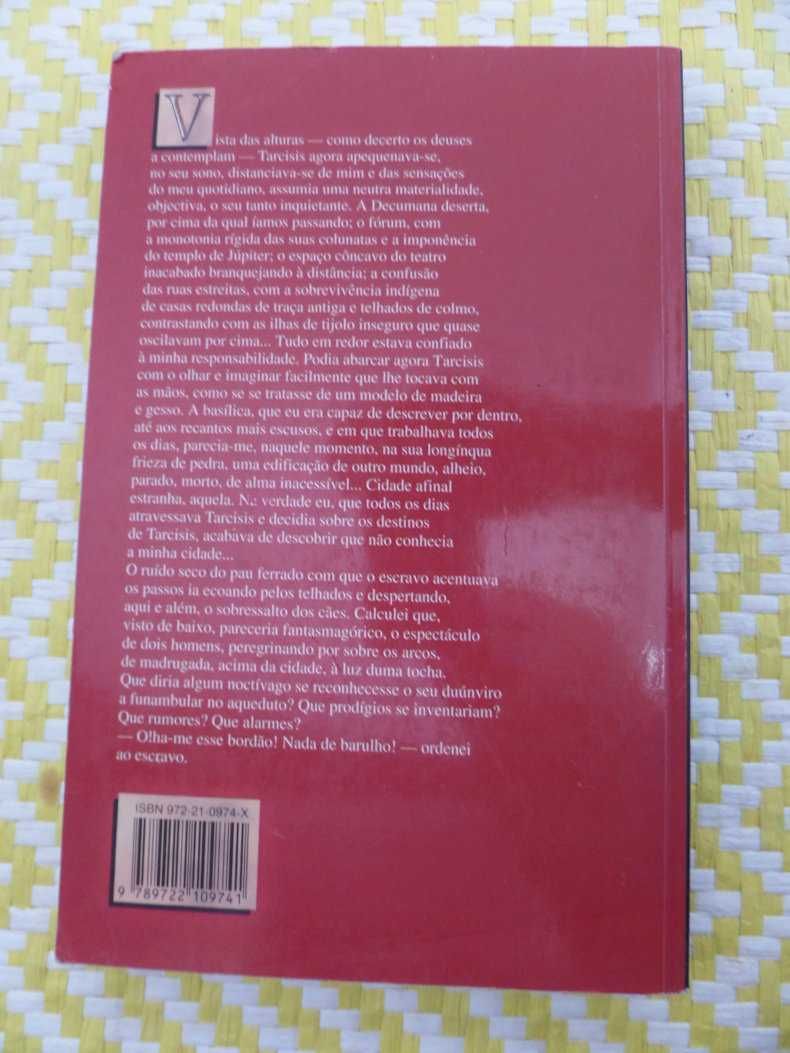 Vista das alturas — como decerto os deuses
a contemplam — Tarcisis agora apequenava-se,
no seu sono, distanciava-se de mim e das sensações
do meu quotidiano, assumia uma neutra materialidade,
objectiva, o seu tanto inquietante. A Decumana deserta,
por cima da qual íamos passando; o fórum, com
a monotonia rígida das suas colunatas e a imponência
do templo de Júpiter; o espaço côncavo do teatro
inacabado branquejando à distância; a confusão
das ruas estreitas, com a sobrevivência indígena
de casas redondas de traça antiga e telhados de colmo,
contrastando com as ilhas de tijolo inseguro que quase
oscilavam por cima... Tudo em redor estava confiado
à minha responsabilidade. Podia abarcar agora Tarcisis
com o olhar e imaginar facilmente que lhe tocava com
as mãos, como se se tratasse de um modelo de madeira
e gesso. A basílica, que eu era capaz de descrever por dentro,
até aos recantos mais escusos, e em que trabalhava todos
os dias, parecia-me, naquele momento, na sua longínqua
frieza de pedra, uma edificação de outro mundo, alheio,
parado, morto, de alma inacessível... Cidade afinal
estranha, aquela. Na verdade eu, que todos os dias
atravessava Tarcisis e decidia sobre os destinos
de Tarcisis, acabava de descobrir que não conhecia
a minha cidade...
O ruído seco do pau ferrado com que o escravo acentuava
os passos ia ecoando pelos telhados e despertando,
aqui e além, o sobressalto dos cães. Calculei que,
visto de baixo, pareceria fantasmagórico, o espectáculo
de dois homens, peregrinando por sobre os arcos,
de madrugada, acima da cidade, à luz duma tocha.
Que diria algum noctívago se reconhecesse o seu duúnviro
a funambular no aqueduto? Que prodígios se inventariam?
Que rumores? Que alarmes?
— Olha-me esse bordão! Nada de barulho! — ordenei
ao escravo.
ISBN 972-21-0974-X
9 789722 109741